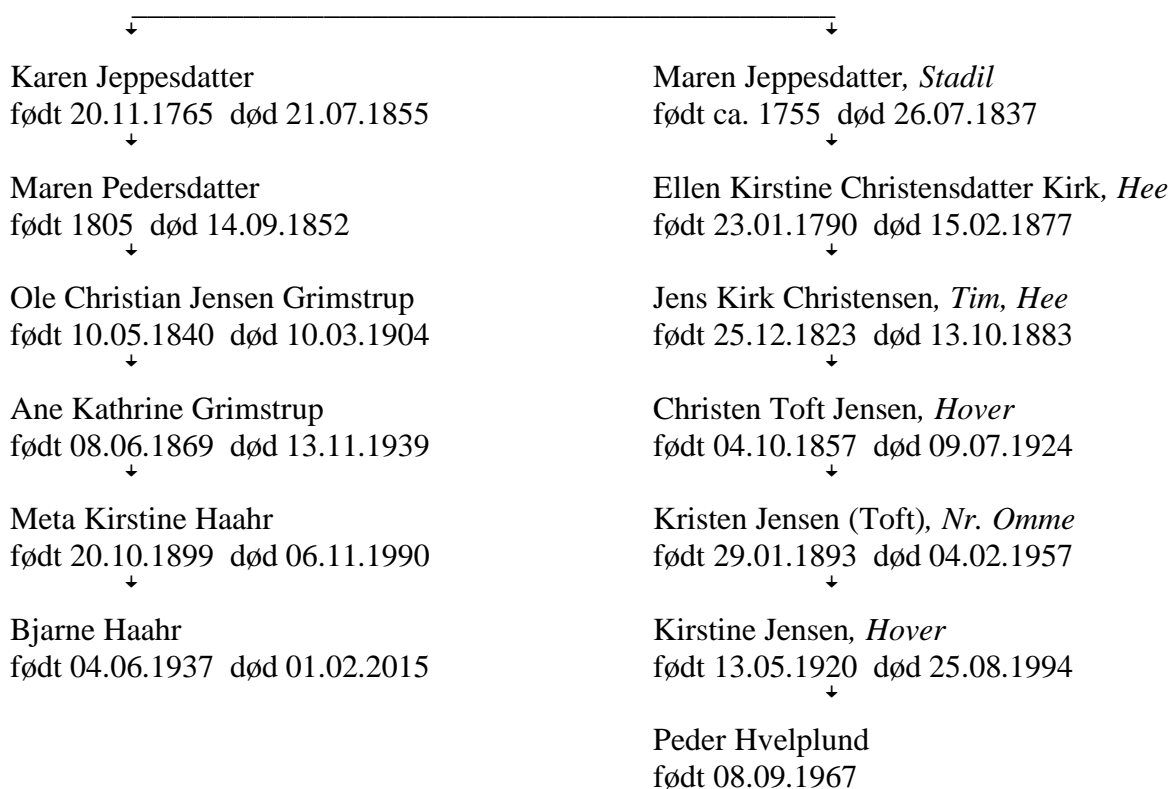 Karen Jeppesdatter
født 20.11.1765 død 21.07.1855
Maren Pedersdatter
født 1805 død 14.09.1852
Ole Christian Jensen Grimstrup
født 10.05.1840 død 10.03.1904
Ane Kathrine Grimstrup
født 08.06.1869 død 13.11.1939
Meta Kirstine Haahr
født 20.10.1899 død 06.11.1990
Bjarne Haahr
født 04.06.1937 død 01.02.2015
Maren Jeppesdatter, Stadil
født ca. 1755 død 26.07.1837
Ellen Kirstine Christensdatter Kirk, Hee
født 23.01.1790 død 15.02.1877
Jens Kirk Christensen, Tim, Hee
født 25.12.1823 død 13.10.1883
Christen Toft Jensen, Hover
født 04.10.1857 død 09.07.1924
Kristen Jensen (Toft), Nr. Omme
født 29.01.1893 død 04.02.1957
Kirstine Jensen, Hover
født 13.05.1920 død 25.08.1994
Peder Hvelplund
født 08.09.1967